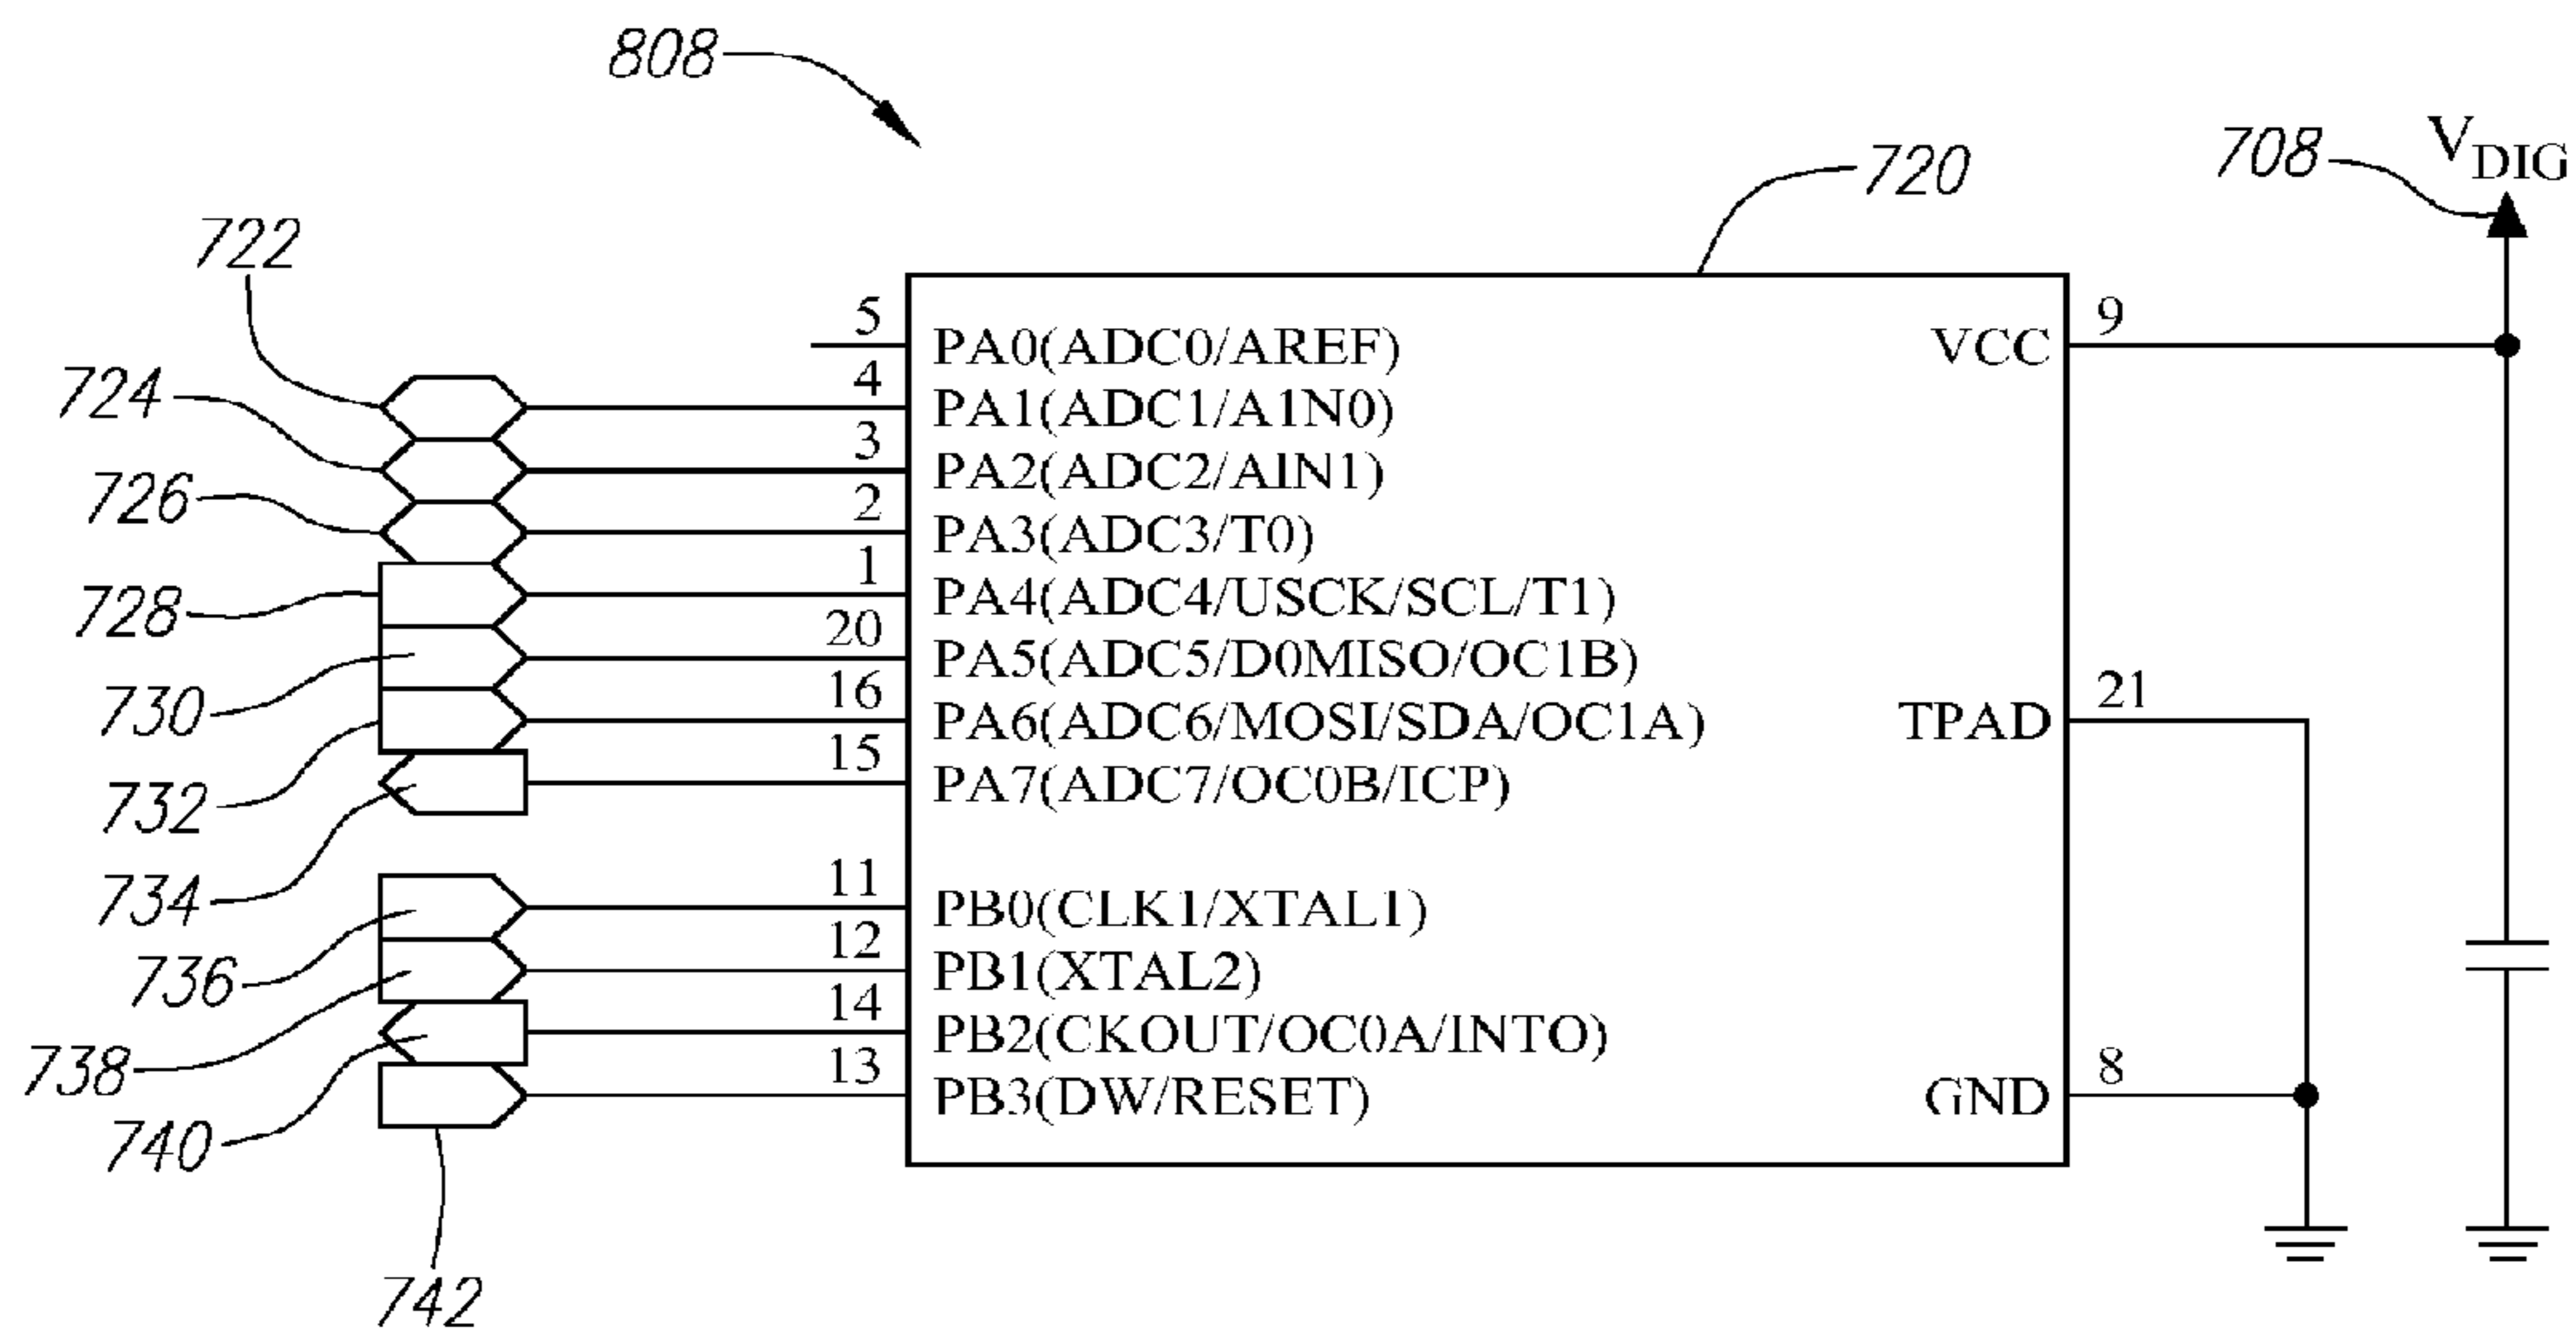 808
720
708
V_DIG
722
724
726
728
730
732
734
736
738
740
742
5 PA0(ADC0/AREF)
4 PA1(ADC1/A1N0)
3 PA2(ADC2/AIN1)
2 PA3(ADC3/T0)
1 PA4(ADC4/USCK/SCL/T1)
20 PA5(ADC5/D0MISO/OC1B)
16 PA6(ADC6/MOSI/SDA/OC1A)
15 PA7(ADC7/OC0B/ICP)
11 PB0(CLK1/XTAL1)
12 PB1(XTAL2)
14 PB2(CKOUT/OC0A/INTO)
13 PB3(DW/RESET)
VCC 9
TPAD 21
GND 8